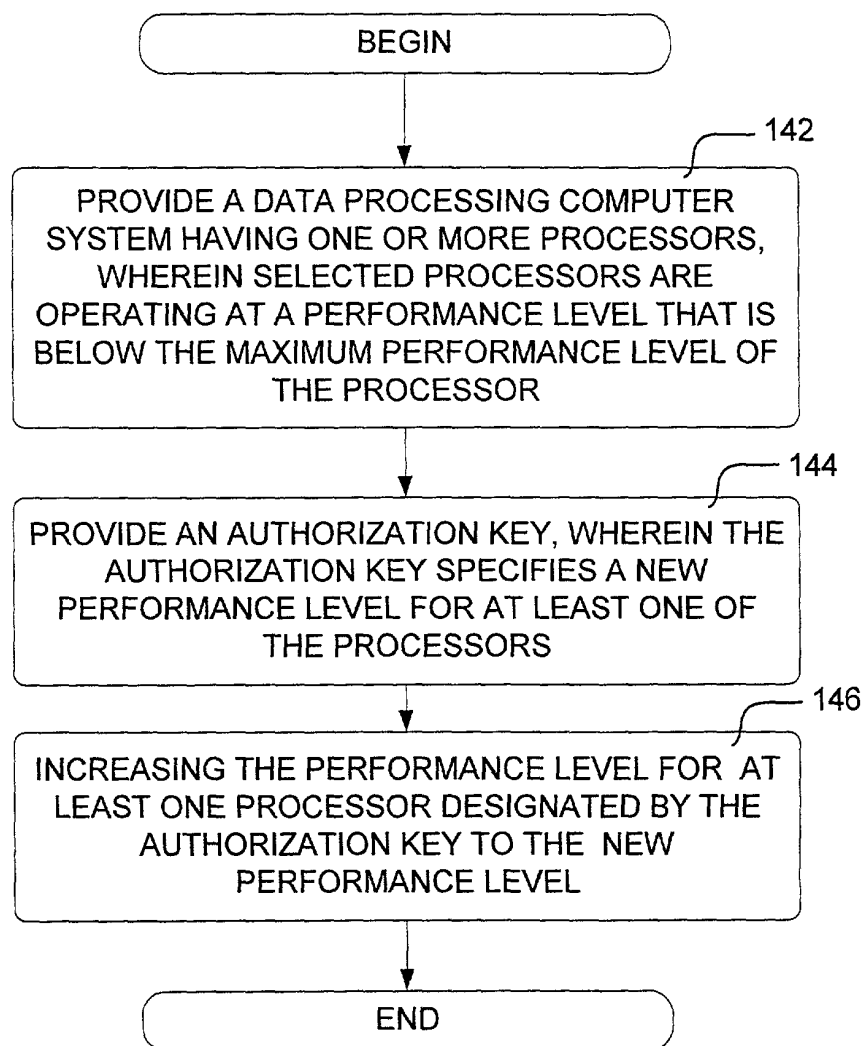 BEGIN
142
PROVIDE A DATA PROCESSING COMPUTER
SYSTEM HAVING ONE OR MORE PROCESSORS,
WHEREIN SELECTED PROCESSORS ARE
OPERATING AT A PERFORMANCE LEVEL THAT IS
BELOW THE MAXIMUM PERFORMANCE LEVEL OF
THE PROCESSOR
144
PROVIDE AN AUTHORIZATION KEY, WHEREIN THE
AUTHORIZATION KEY SPECIFIES A NEW
PERFORMANCE LEVEL FOR AT LEAST ONE OF
THE PROCESSORS
146
INCREASING THE PERFORMANCE LEVEL FOR AT
LEAST ONE PROCESSOR DESIGNATED BY THE
AUTHORIZATION KEY TO THE NEW
PERFORMANCE LEVEL
END